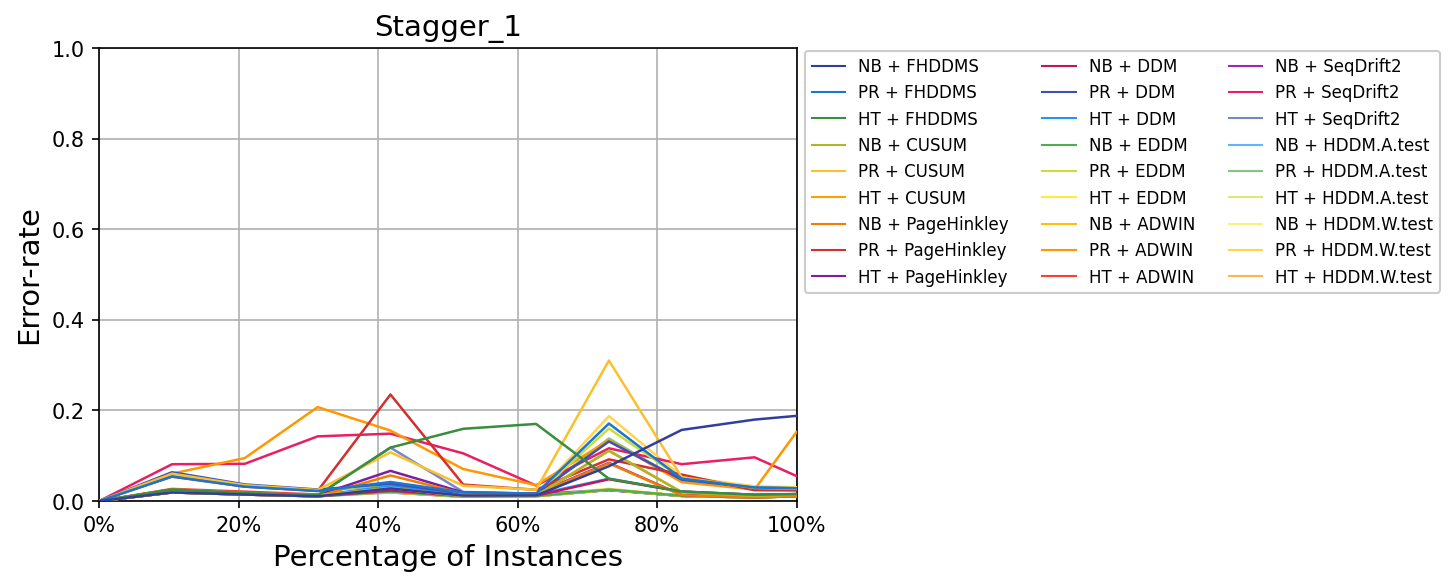 Stagger_1
Error-rate
1.0
0.8
0.6
0.4
0.2
0.0
0%
20%
40%
60%
80%
100%
Percentage of Instances
NB + FHDDMS
PR + FHDDMS
HT + FHDDMS
NB + CUSUM
PR + CUSUM
HT + CUSUM
NB + PageHinkley
PR + PageHinkley
HT + PageHinkley
NB + DDM
PR + DDM
HT + DDM
NB + EDDM
PR + EDDM
HT + EDDM
NB + ADWIN
PR + ADWIN
HT + ADWIN
NB + SeqDrift2
PR + SeqDrift2
HT + SeqDrift2
NB + HDDM.A.test
PR + HDDM.A.test
HT + HDDM.A.test
NB + HDDM.W.test
PR + HDDM.W.test
HT + HDDM.W.test